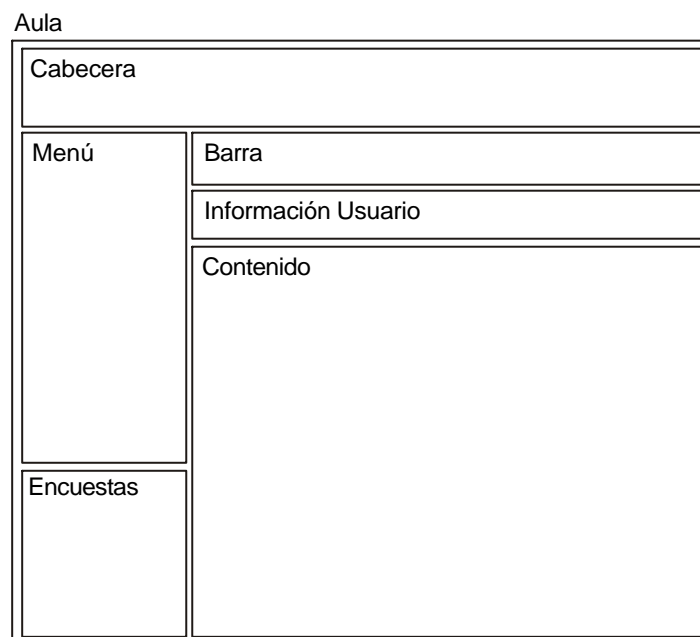 Aula
Cabecera
Menú
Barra
Información Usuario
Contenido
Encuestas